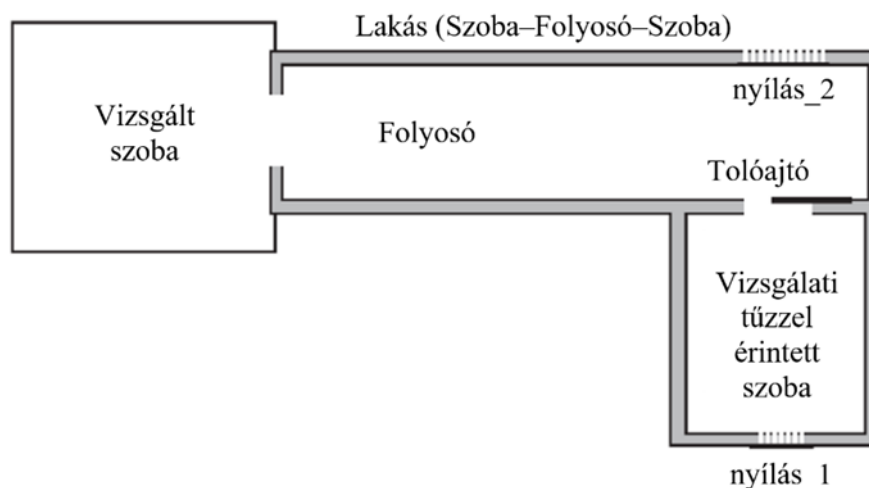 Lakás (Szoba–Folyosó–Szoba)
nyílás_2
Vizsgált
szoba
Folyosó
Tolóajtó
Vizsgálati
tűzzel
érintett
szoba
nyílás_1